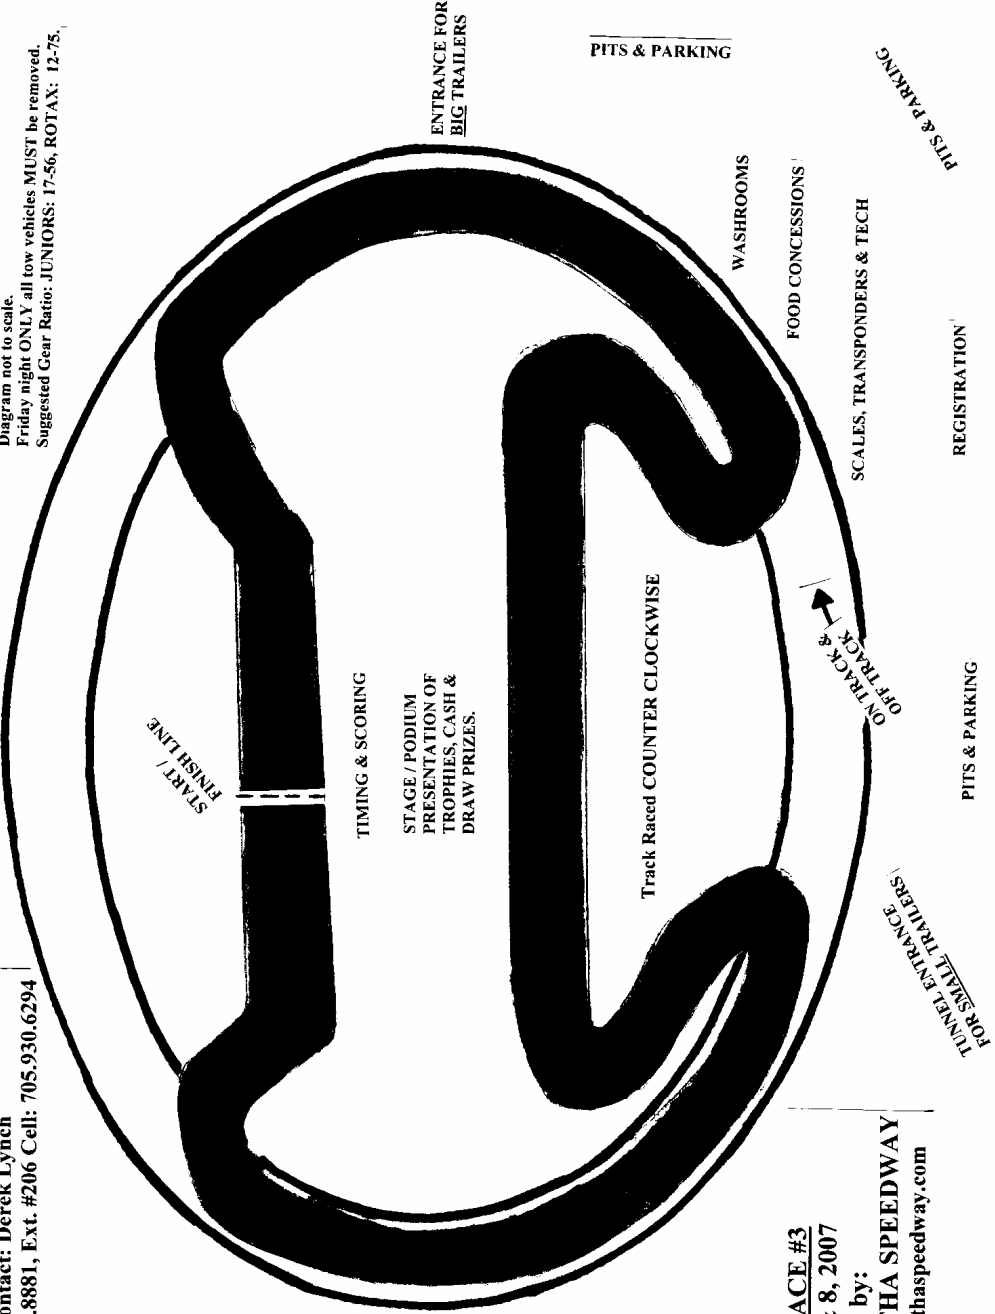 Contact: Derek Lynch
.8881, Ext. #206 Cell: 705.930.6294
Diagram not to scale.
Friday night ONLY all tow vehicles MUST be removed.
Suggested Gear Ratio: JUNIORS: 17-56, ROTAX: 12-75.
START /
FINISH LINE
TIMING & SCORING
STAGE / PODIUM
PRESENTATION OF
TROPHIES, CASH &
DRAW PRIZES.
ENTRANCE FOR
BIG TRAILERS
PITS & PARKING
Track Raced COUNTER CLOCKWISE
WASHROOMS
FOOD CONCESSIONS
PITS & PARKING
SCALES, TRANSPONDERS & TECH
ON TRACK &
OFF TRACK
REGISTRATION
PITS & PARKING
TUNNEL ENTRANCE
FOR SMALL TRAILERS
ACE #3
8, 2007
by:
THA SPEEDWAY
thaspeedway.com